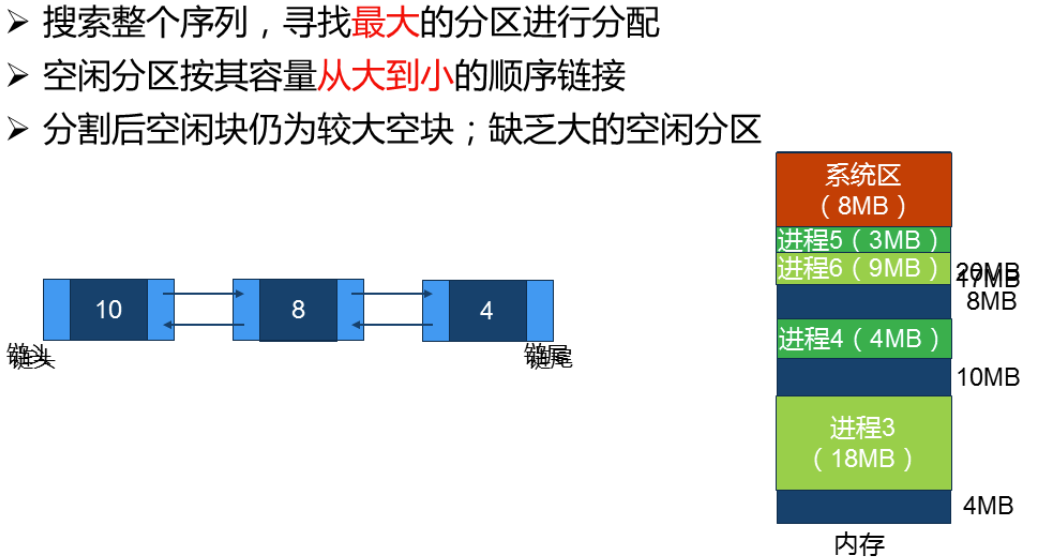 搜索整个序列，寻找最大的分区进行分配
空闲分区按其容量从大到小的顺序链接
分割后空闲块仍为较大空块；缺乏大的空闲分区
系统区
（8MB）
进程5（3MB）
进程6（9MB）
20MB
17MB
8MB
10
8
4
链头
链尾
进程4（4MB）
10MB
进程3
（18MB）
4MB
内存